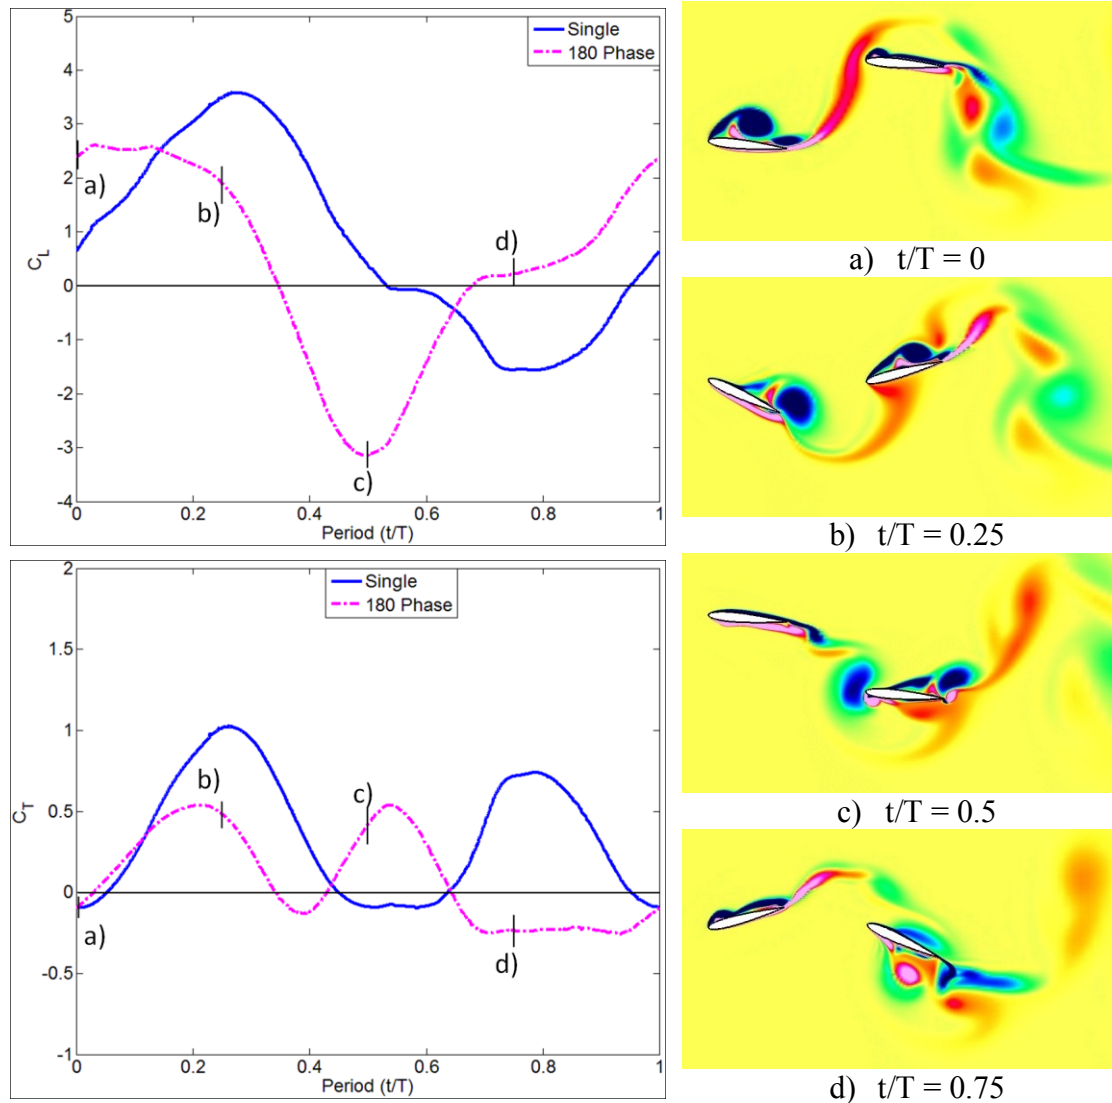 5
4
3
2
1
0
-1
-2
-3
-4
C_L
Single
180 Phase
a)
b)
c)
d)
0
0.2
0.4
0.6
0.8
1
Period (t/T)
2
1.5
1
0.5
0
-0.5
-1
C_T
Single
180 Phase
a)
b)
c)
d)
0
0.2
0.4
0.6
0.8
1
Period (t/T)
a) t/T = 0
b) t/T = 0.25
c) t/T = 0.5
d) t/T = 0.75